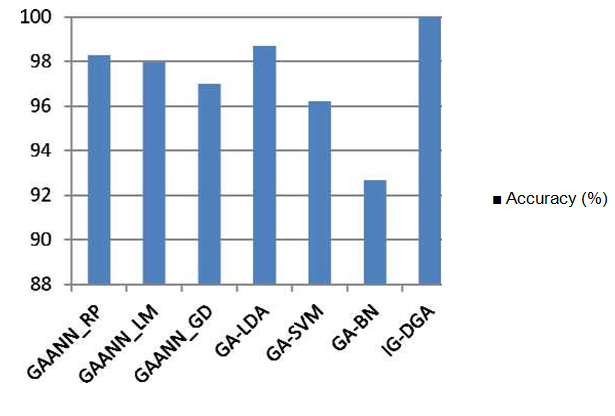 100
98
96
94
92
90
88
GAANN_RP
GAANN_LM
GAANN_GD
GA-LDA
GA-SVM
GA-BN
IG-DGA
Accuracy (%)